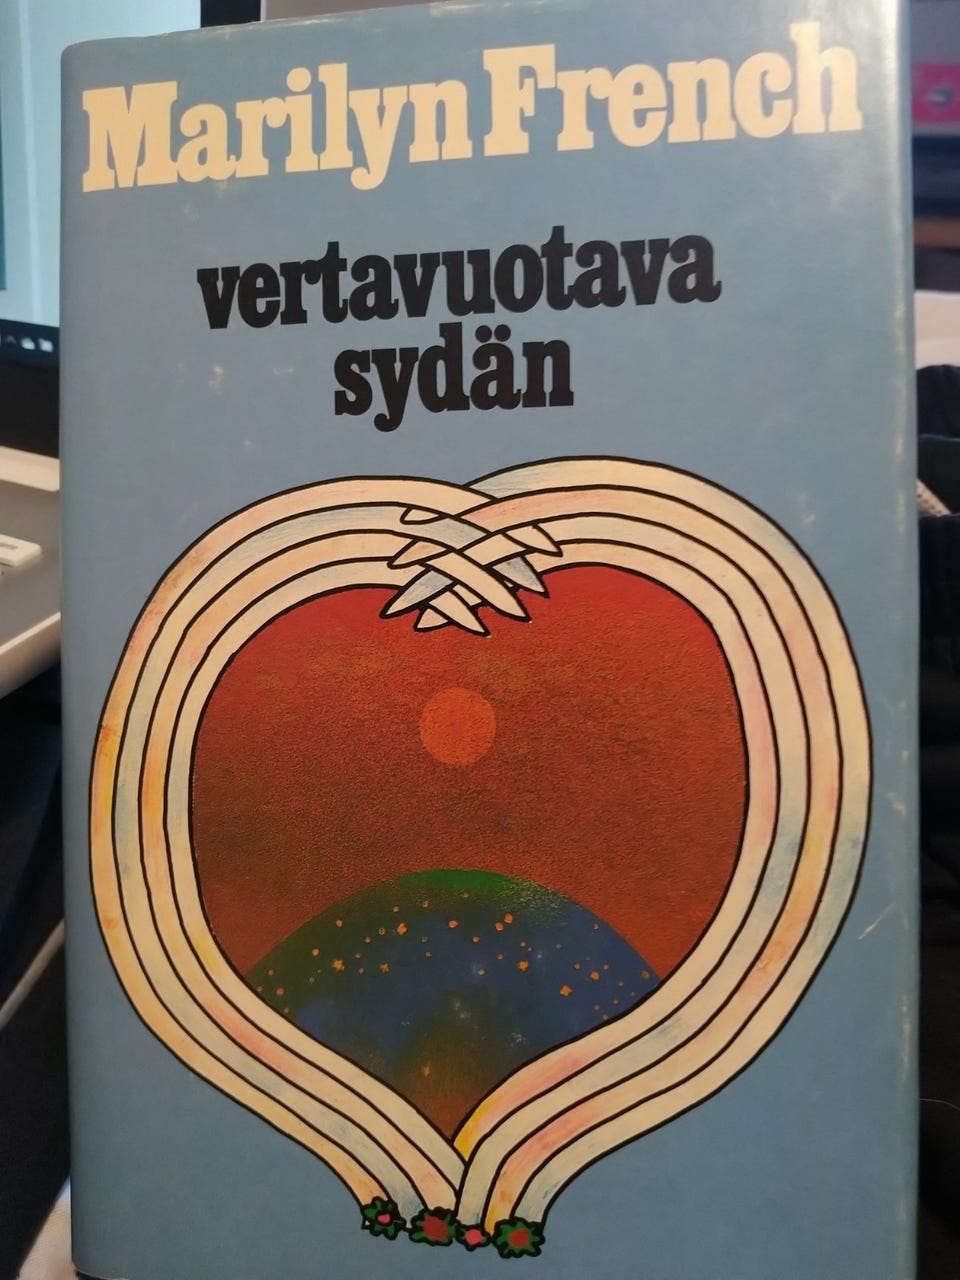 Marilyn French
vertavuotava
sydän